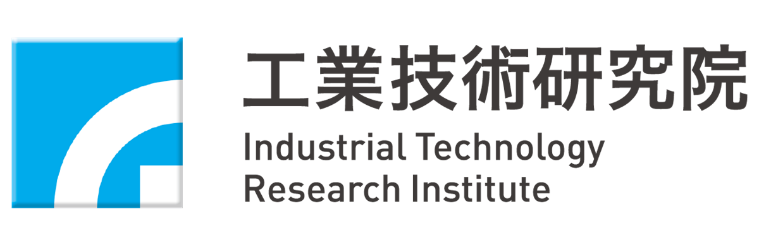 工業技術研究院
Industrial Technology
Research Institute